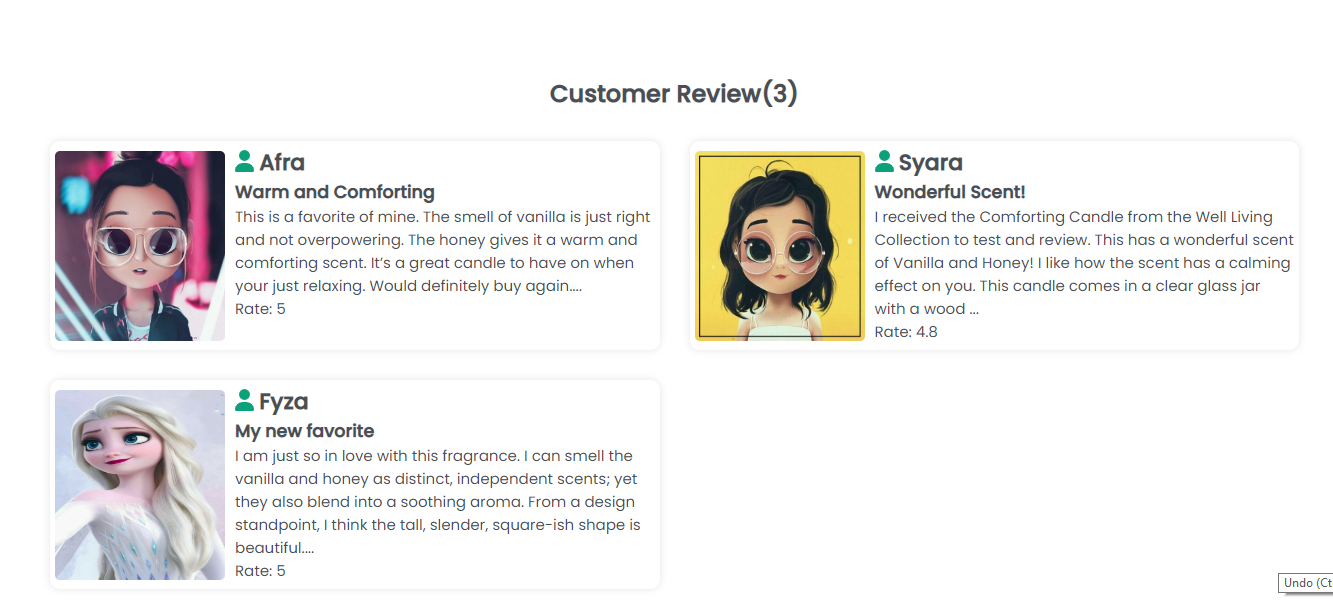 Customer Review(3)
Afra
Warm and Comforting
This is a favorite of mine. The smell of vanilla is just right
and not overpowering. The honey gives it a warm and
comforting scent. It’s a great candle to have on when
your just relaxing. Would definitely buy again....
Rate: 5
Syara
Wonderful Scent!
I received the Comforting Candle from the Well Living
Collection to test and review. This has a wonderful scent
of Vanilla and Honey! I like how the scent has a calming
effect on you. This candle comes in a clear glass jar
with a wood ...
Rate: 4.8
Fyza
My new favorite
I am just so in love with this fragrance. I can smell the
vanilla and honey as distinct, independent scents; yet
they also blend into a soothing aroma. From a design
standpoint, I think the tall, slender, square-ish shape is
beautiful....
Rate: 5
Undo (Ct